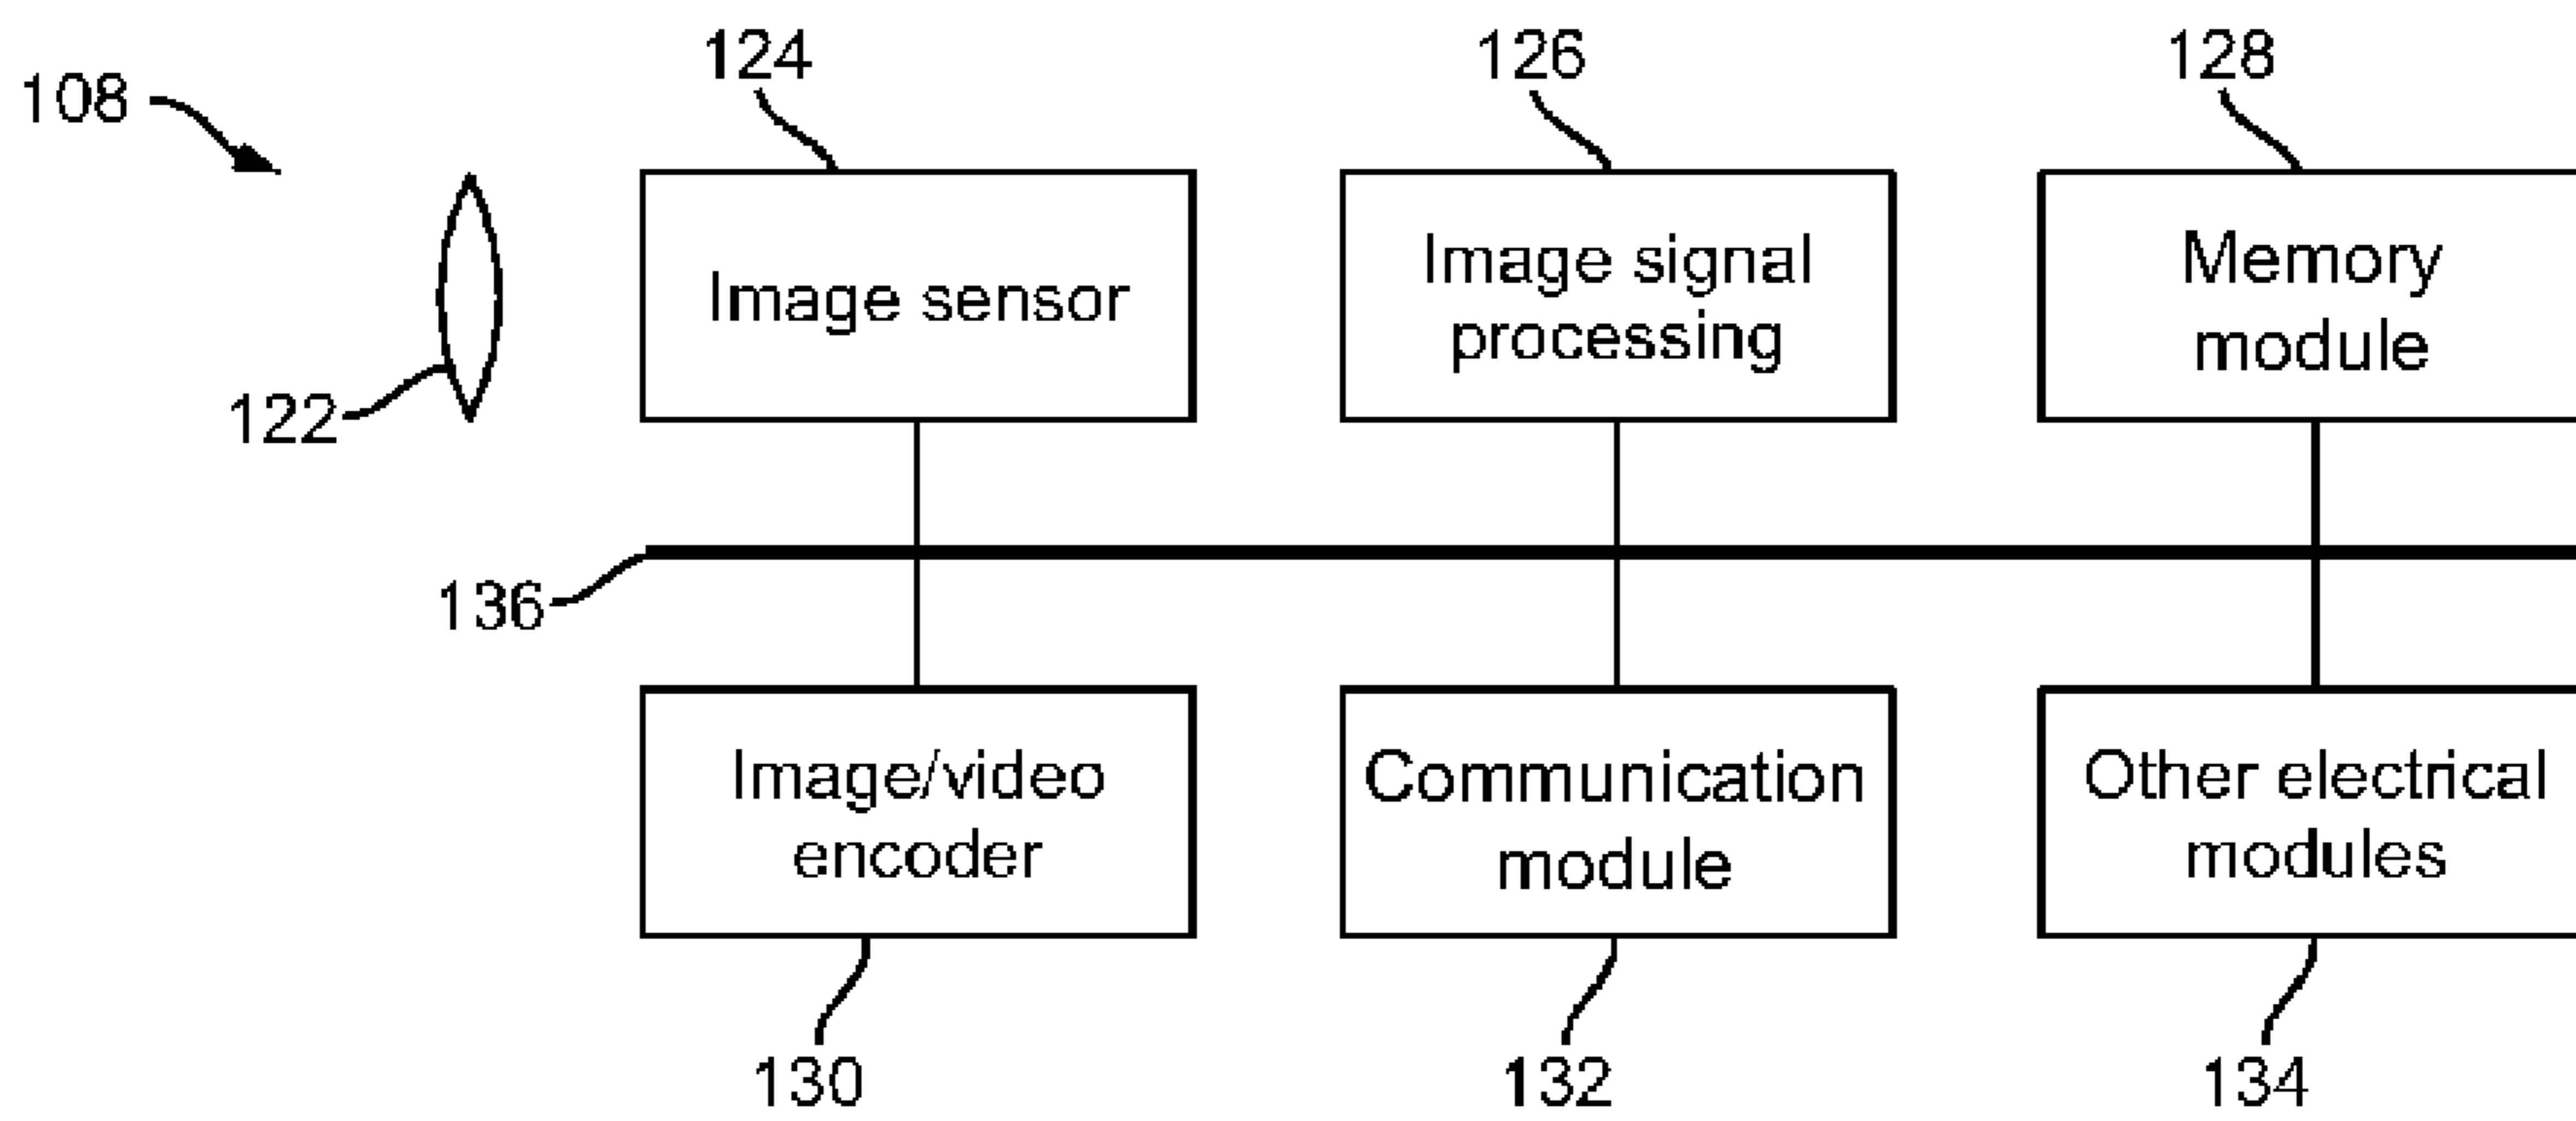 108
124
126
128
122
Image sensor
Image signal
processing
Memory
module
136
Image/video
encoder
Communication
module
Other electrical
modules
130
132
134